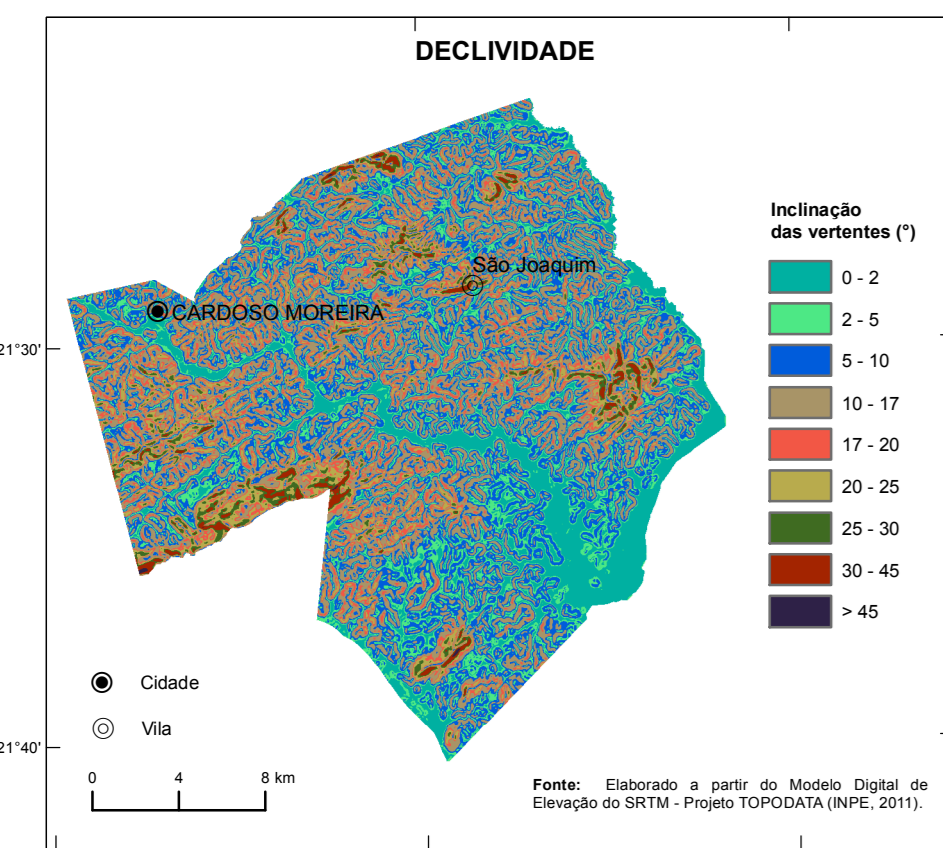 DECLIVIDADE
Inclinação
das vertentes (°)
0 - 2
2 - 5
5 - 10
10 - 17
17 - 20
20 - 25
25 - 30
30 - 45
> 45
São Joaquim
CARDOSO MOREIRA
21°30'
Cidade
Vila
21°40'
0 4 8 km
Fonte: Elaborado a partir do Modelo Digital de
Elevação do SRTM - Projeto TOPODATA (INPE, 2011).